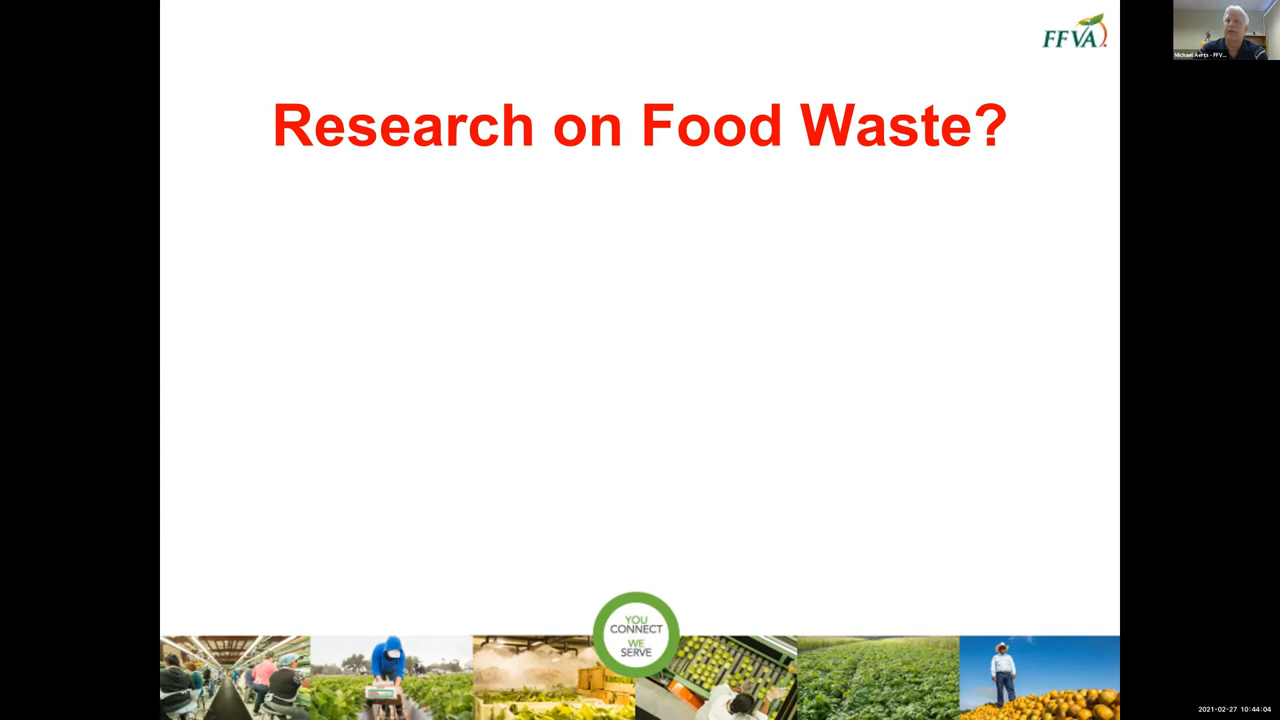 FFVA
Michael Aerts - FFV...
Research on Food Waste?
YOU
CONNECT
WE
SERVE
2021-02-27 10:44:04